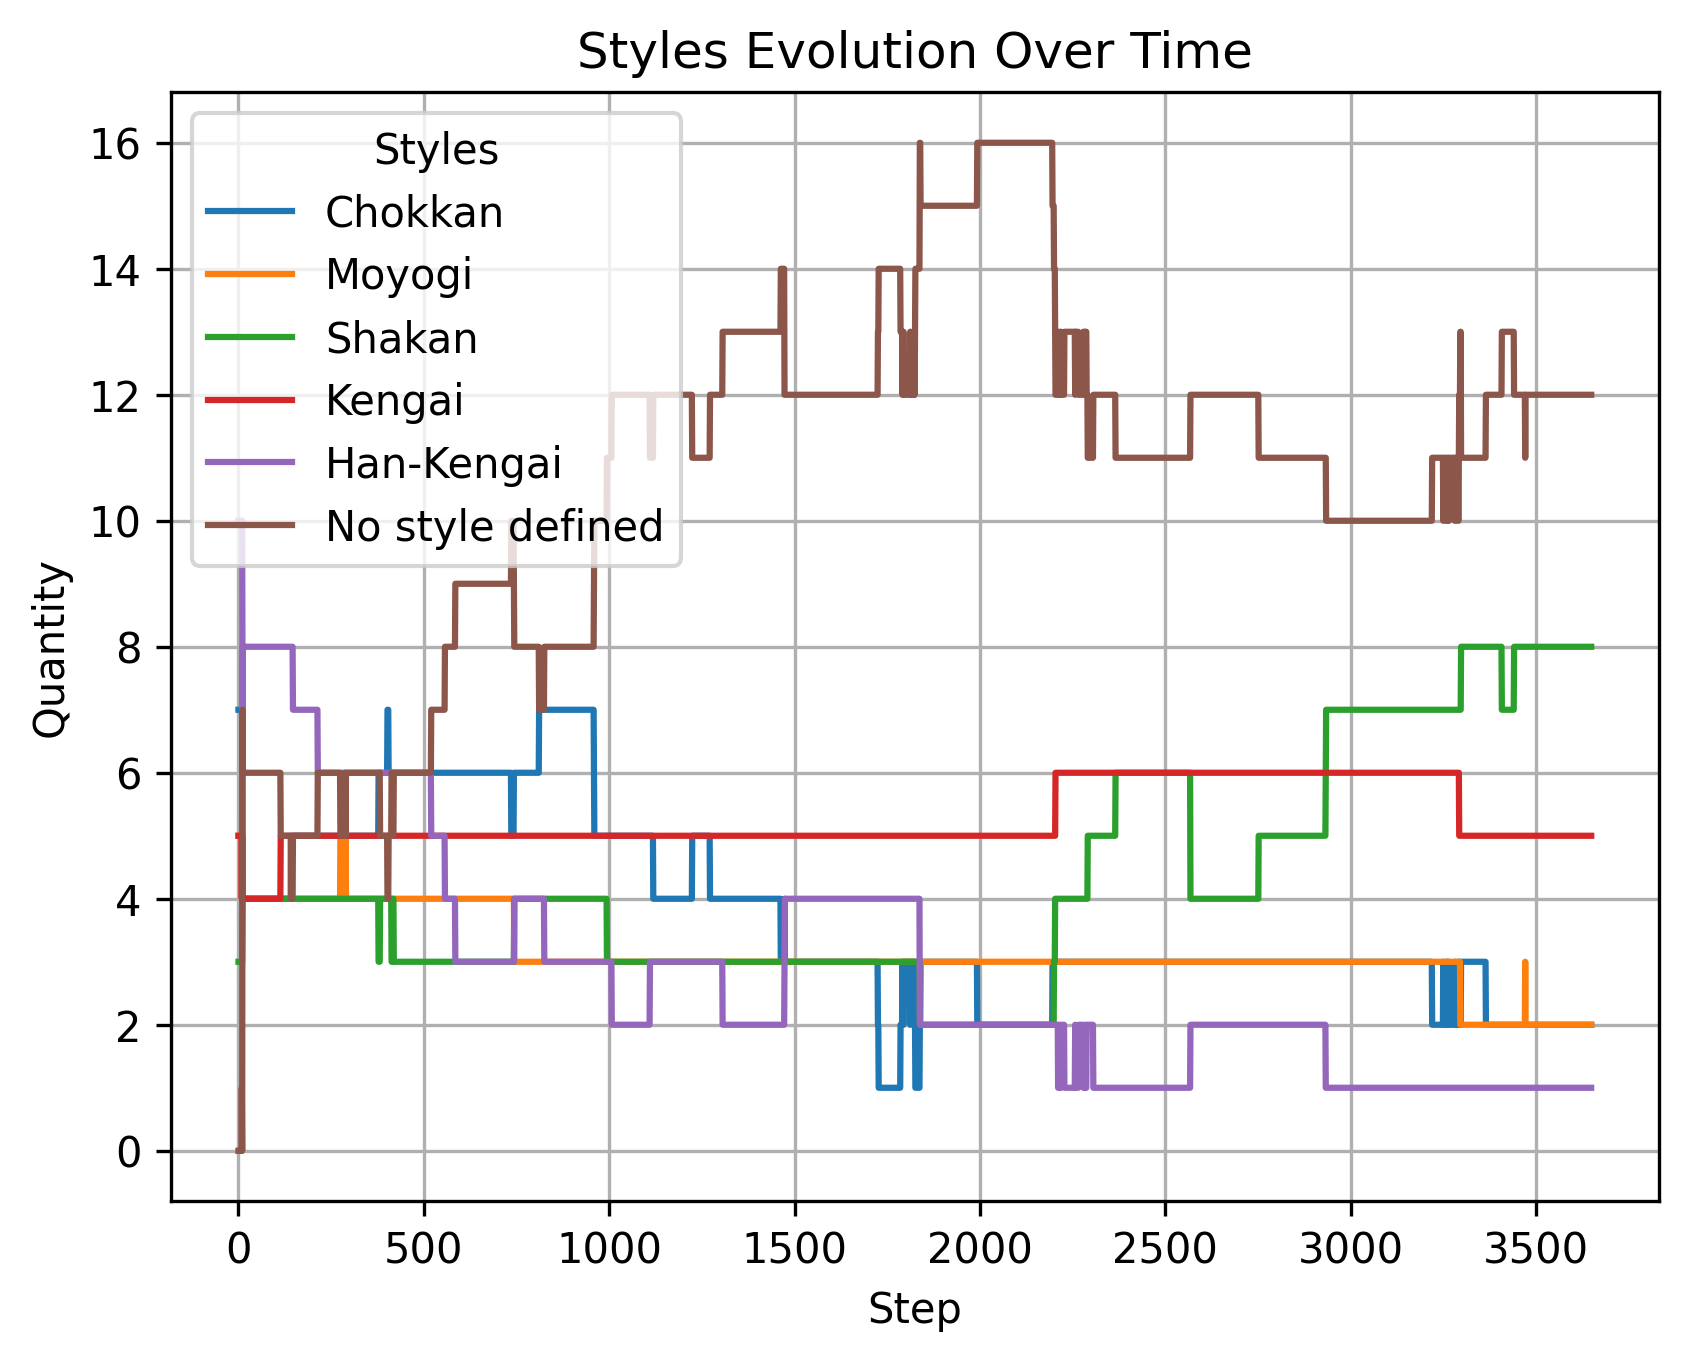 Styles Evolution Over Time
Styles
Chokkan
Moyogi
Shakan
Kengai
Han-Kengai
No style defined
Quantity
16
14
12
10
8
6
4
2
0
0 500 1000 1500 2000 2500 3000 3500
Step